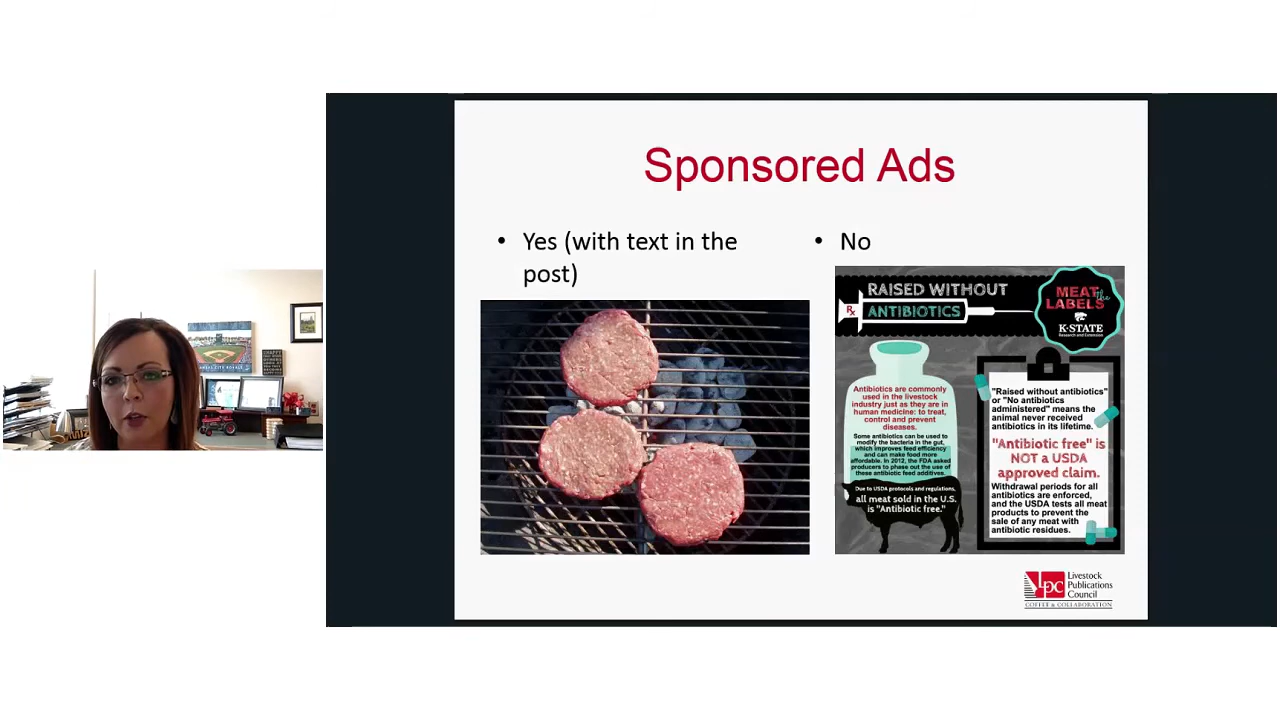 Sponsored Ads
• Yes (with text in the
post)
• No
RAISED WITHOUT
Rx ANTIBIOTICS
MEAT the
LABELS
K-STATE
Research and Extension
Antibiotics are commonly
used in the livestock
industry just as they are in
human medicine: to treat,
control and prevent
diseases.
Some antibiotics can be used to
modify the bacteria in the gut,
which improves feed efficiency
and can make food more
affordable. In 2012, the FDA asked
producers to phase out the use of
these antibiotic feed additives.
Due to USDA protocols and regulations,
all meat sold in the U.S.
is "Antibiotic free."
"Raised without antibiotics"
or "No antibiotics
administered" means the
animal never received
antibiotics in its lifetime.
"Antibiotic free" is
NOT a USDA
approved claim.
Withdrawal periods for all
antibiotics are enforced,
and the USDA tests all meat
products to prevent the
sale of any meat with
antibiotic residues.
LPC
Livestock
Publications
Council
COFFEE & COLLABORATION